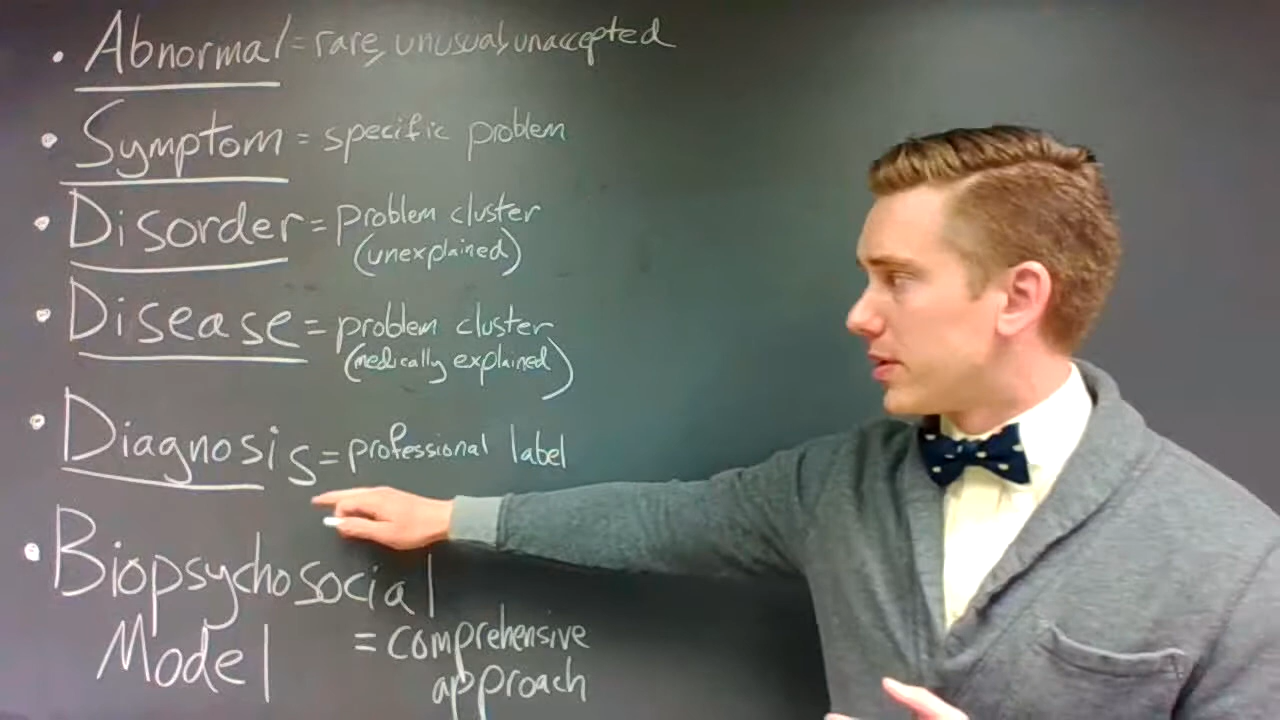 • Abnormal = rare, unusual, unaccepted
• Symptom = specific problem
• Disorder = problem cluster
(unexplained)
• Disease = problem cluster
(medically explained)
• Diagnosis = professional label
• Biopsychosocial
Model = comprehensive
approach